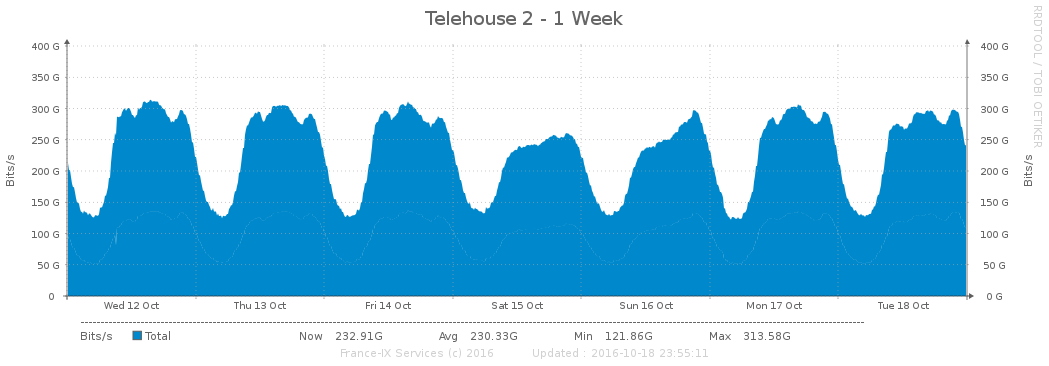 Telehouse 2 - 1 Week
RRDTOOL / TOBI OETIKER
Bits/s
400 G 400 G
350 G 350 G
300 G 300 G
250 G 250 G
200 G 200 G
150 G 150 G
100 G 100 G
50 G 50 G
0 0 G
Bits/s
Wed 12 Oct Thu 13 Oct Fri 14 Oct Sat 15 Oct Sun 16 Oct Mon 17 Oct Tue 18 Oct
Bits/s Total Now 232.91G Avg 230.33G Min 121.86G Max 313.58G
France-IX Services (c) 2016 Updated : 2016-10-18 23:55:11